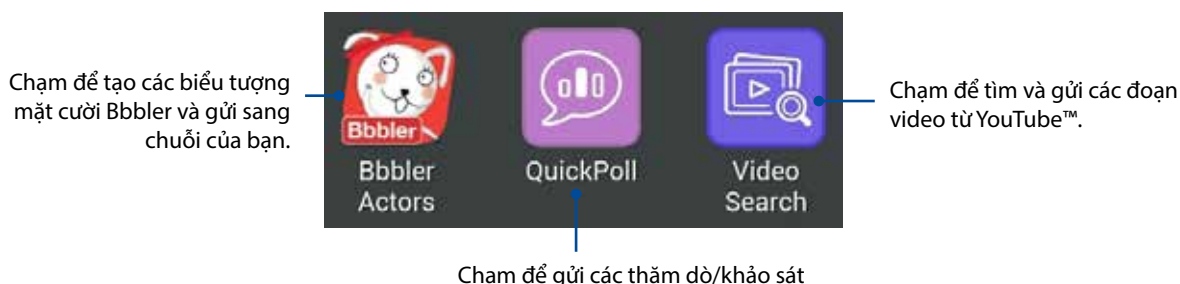 Chạm để tạo các biểu tượng
mặt cười Bbbler và gửi sang
chuỗi của bạn.
Bbbler
Bbbler
Actors
QuickPoll
Video
Search
Chạm để tìm và gửi các đoạn
video từ YouTube™.
Chạm để gửi các thăm dò/khảo sát